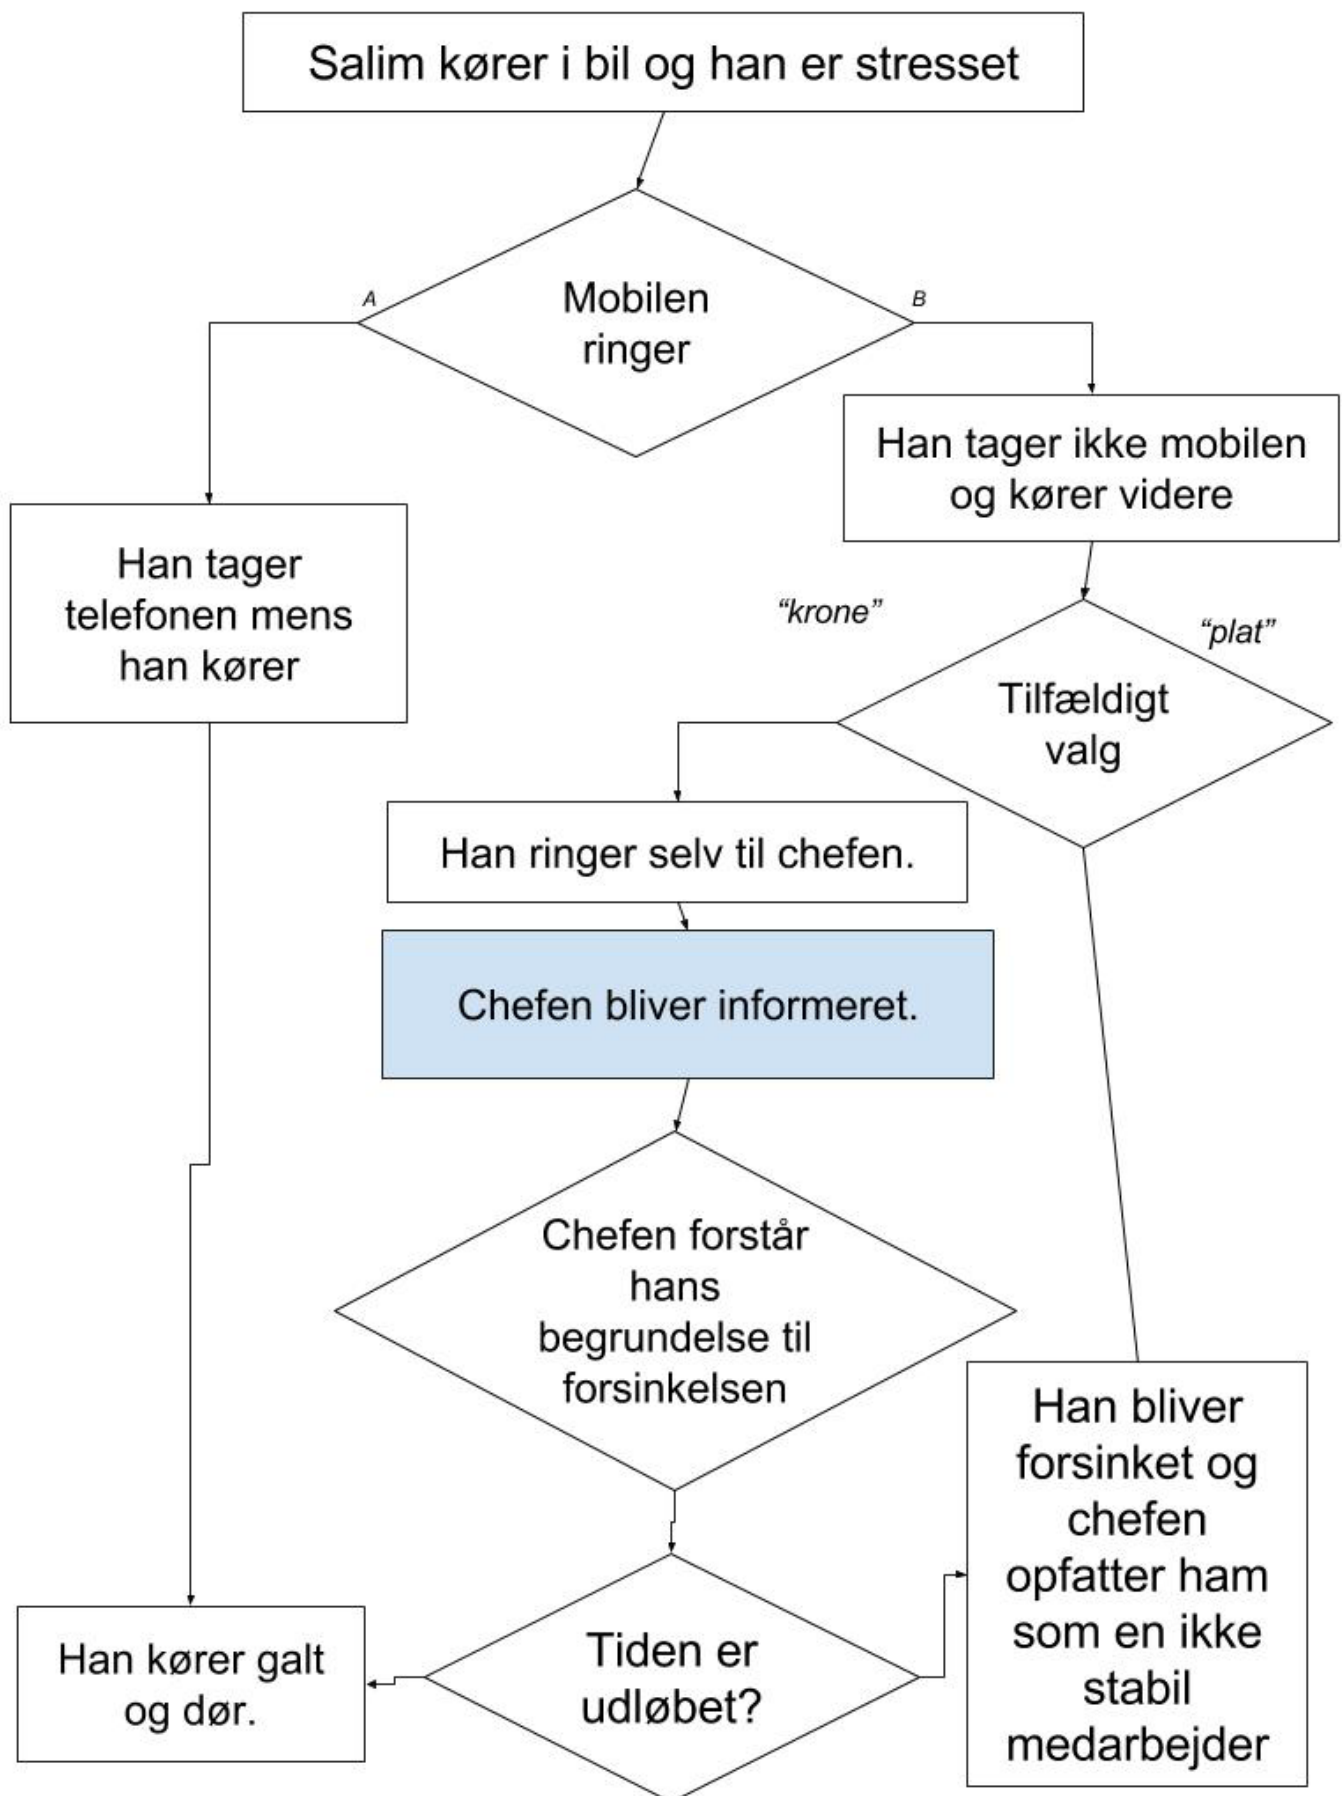 Salim kører i bil og han er stresset
A
B
Mobilen
ringer
Han tager ikke mobilen
og kører videre
Han tager
telefonen mens
han kører
“krone”
“plat”
Tilfældigt
valg
Han ringer selv til chefen.
Chefen bliver informeret.
Chefen forstår
hans
begrundelse til
forsinkelsen
Han bliver
forsinket og
chefen
opfatter ham
som en ikke
stabil
medarbejder
Tiden er
udløbet?
Han kører galt
og dør.